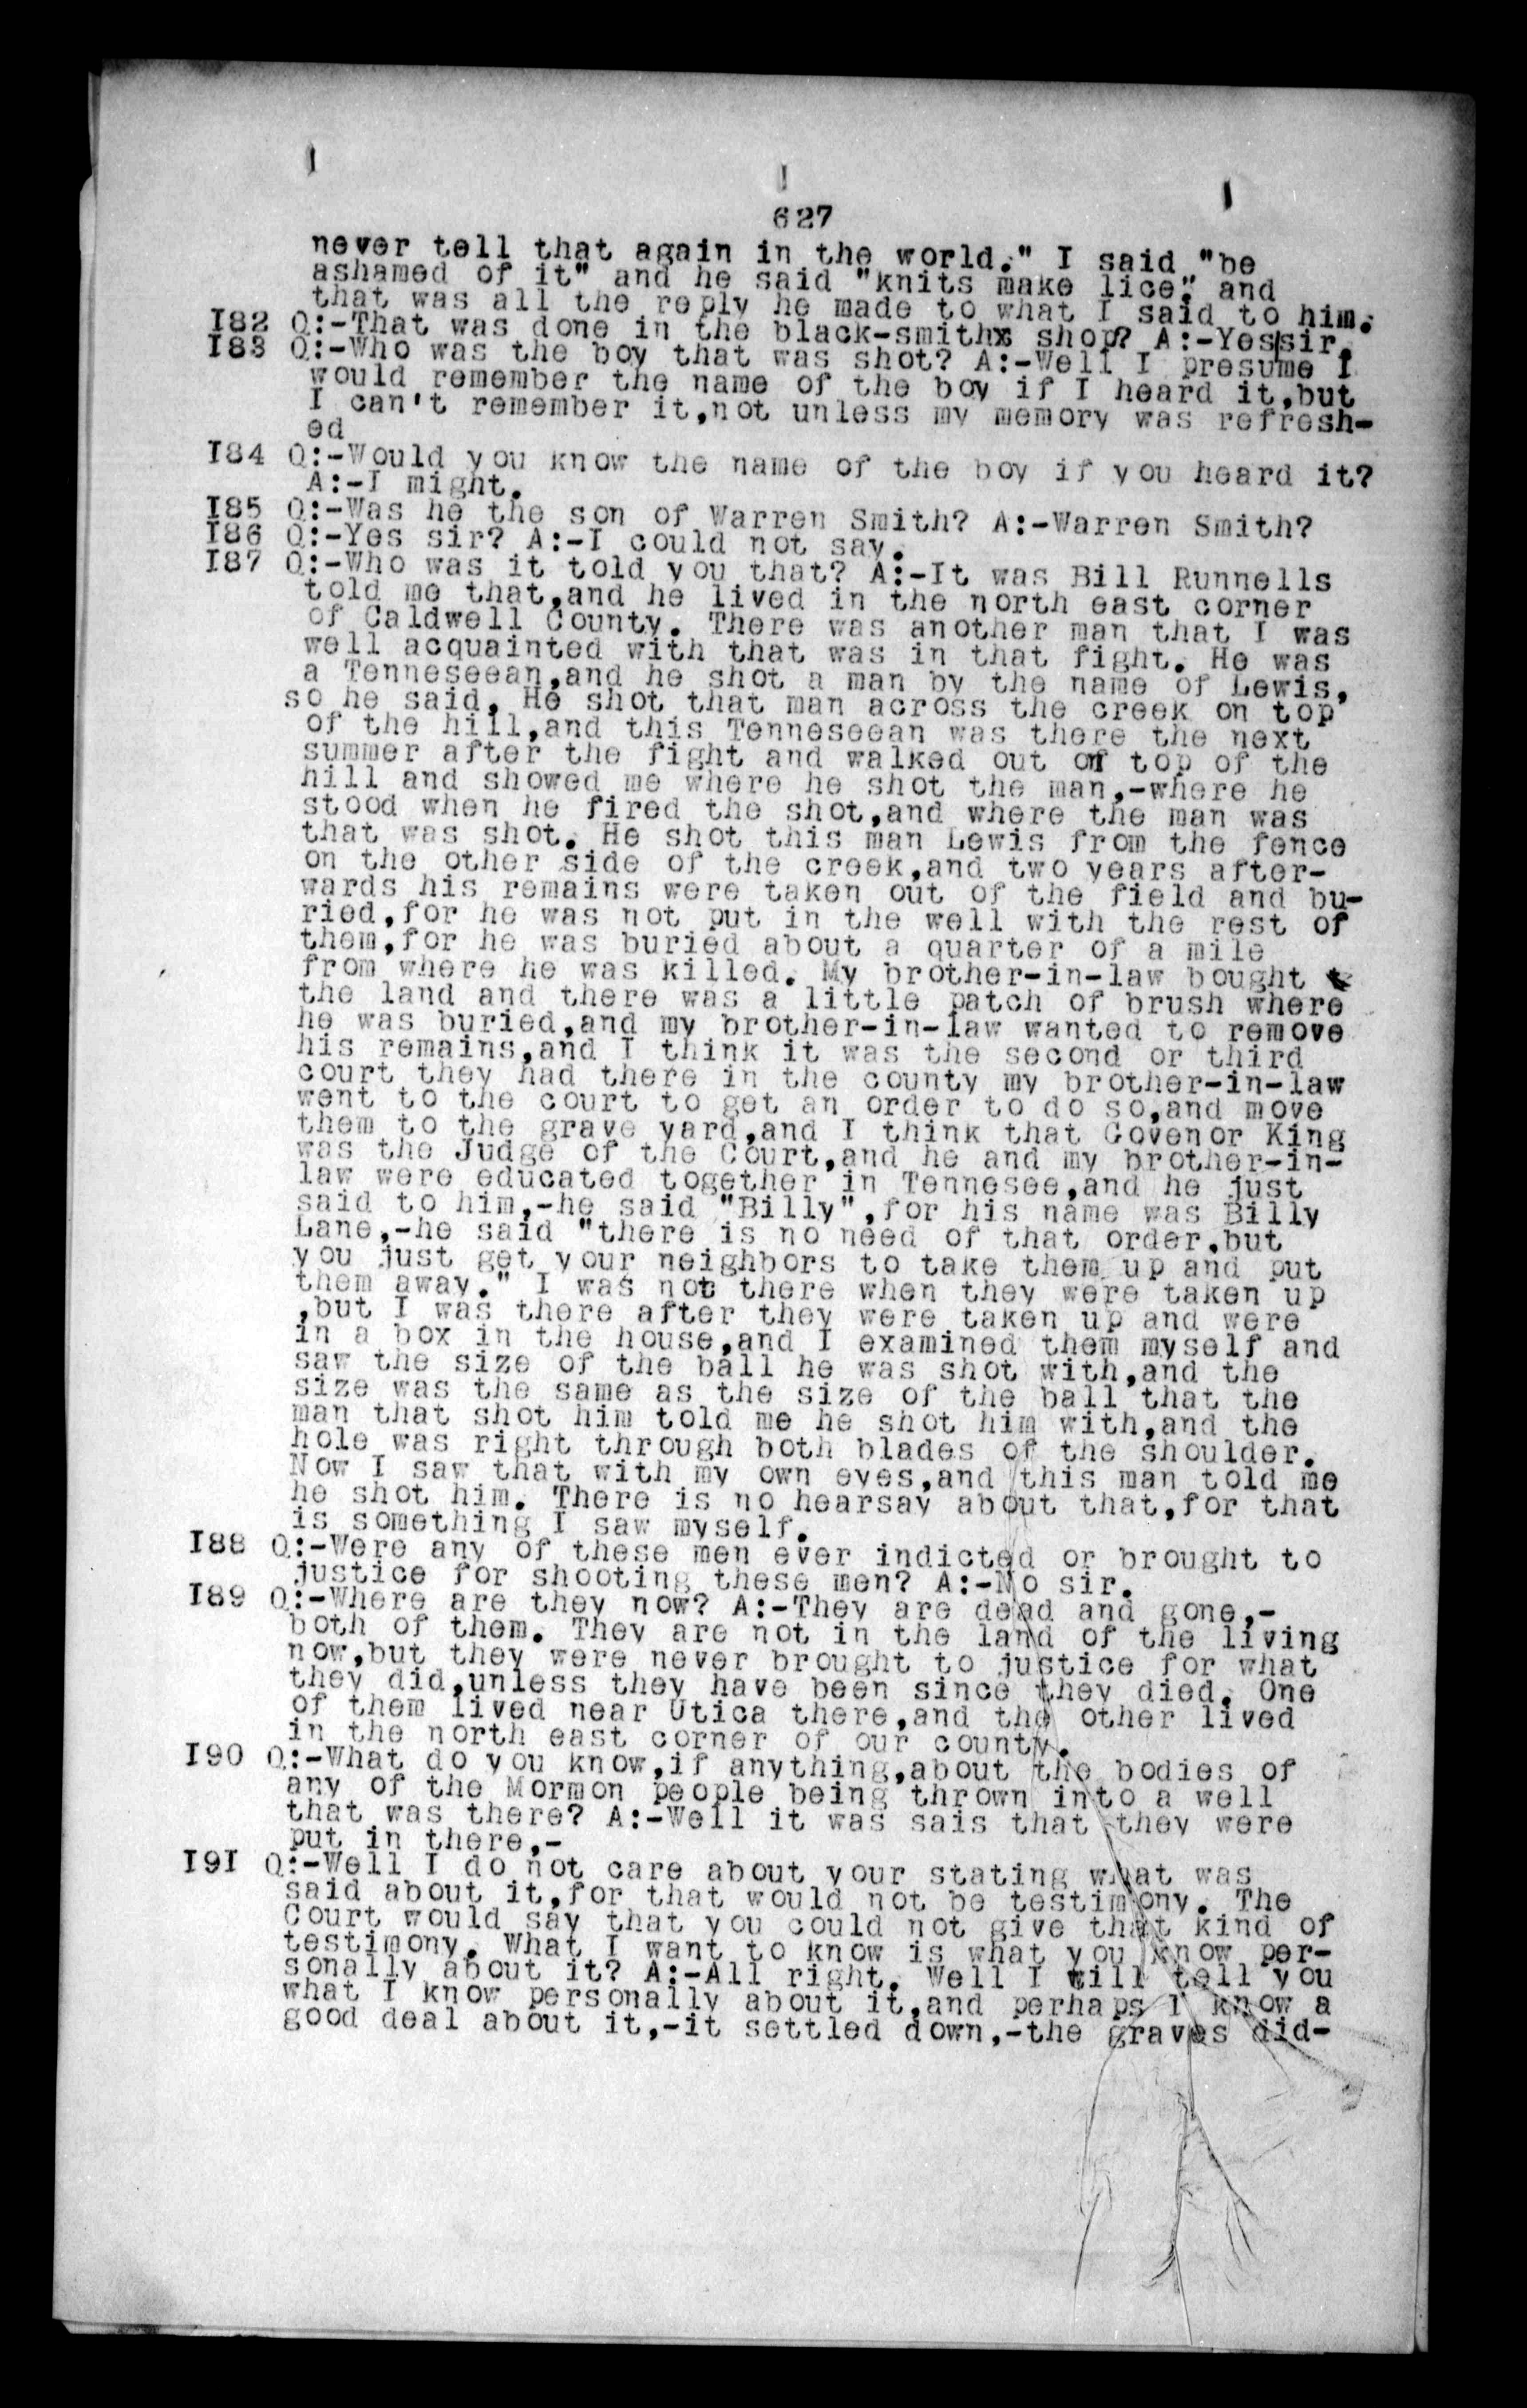 627
never tell that again in the world." I said "be
ashamed of it" and he said "knits make lice" and
that was all the reply he made to what I said to him.
I82 Q:-That was done in the black-smithx shop? A:-Yes sir.
I83 Q:-Who was the boy that was shot? A:-Well I presume I
would remember the name of the boy if I heard it,but
I can't remember it,not unless my memory was refresh-
ed
I84 Q:-Would you know the name of the boy if you heard it?
A:-I might.
I85 Q:-Was he the son of Warren Smith? A:-Warren Smith?
I86 Q:-Yes sir? A:-I could not say.
I87 Q:-Who was it told you that? A:-It was Bill Runnells
told me that,and he lived in the north east corner
of Caldwell County. There was another man that I was
well acquainted with that was in that fight. He was
a Tenneseean,and he shot a man by the name of Lewis,
so he said. He shot that man across the creek on top
of the hill,and this Tenneseean was there the next
summer after the fight and walked out on top of the
hill and showed me where he shot the man,-where he
stood when he fired the shot,and where the man was
that was shot. He shot this man Lewis from the fence
on the other side of the creek,and two years after-
wards his remains were taken out of the field and bu-
ried,for he was not put in the well with the rest of
them,for he was buried about a quarter of a mile
from where he was killed. My brother-in-law bought
the land and there was a little patch of brush where
he was buried,and my brother-in-law wanted to remove
his remains,and I think it was the second or third
court they had there in the county my brother-in-law
went to the court to get an order to do so,and move
them to the grave yard,and I think that Govenor King
was the Judge of the Court,and he and my brother-in-
law were educated together in Tennesee,and he just
said to him,-he said "Billy",for his name was Billy
Lane,-he said "there is no need of that order,but
you just get your neighbors to take them up and put
them away." I was not there when they were taken up
,but I was there after they were taken up and were
in a box in the house,and I examined them myself and
saw the size of the ball he was shot with,and the
size was the same as the size of the ball that the
man that shot him told me he shot him with,and the
hole was right through both blades of the shoulder.
Now I saw that with my own eyes,and this man told me
he shot him. There is no hearsay about that,for that
is something I saw myself.
I88 Q:-Were any of these men ever indicted or brought to
justice for shooting these men? A:-No sir.
I89 Q:-Where are they now? A:-They are dead and gone,-
both of them. They are not in the land of the living
now,but they were never brought to justice for what
they did,unless they have been since they died. One
of them lived near Utica there,and the other lived
in the north east corner of our county.
I90 Q:-What do you know,if anything,about the bodies of
any of the Mormon people being thrown into a well
that was there? A:-Well it was sais that they were
put in there,-
I9I Q:-Well I do not care about your stating what was
said about it,for that would not be testimony. The
Court would say that you could not give that kind of
testimony. What I want to know is what you know per-
sonally about it? A:-All right. Well I will tell you
what I know personally about it,and perhaps I know a
good deal about it,-it settled down,-the graves did-